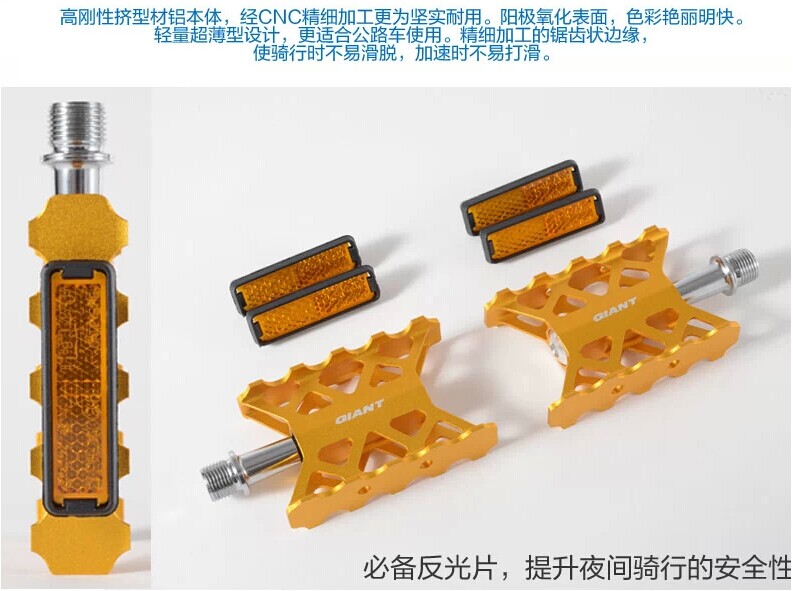 高刚性挤型材铝本体，经CNC精细加工更为坚实耐用。阳极氧化表面，色彩艳丽明快。
轻量超薄型设计，更适合公路车使用。精细加工的锯齿状边缘，
使骑行时不易滑脱，加速时不易打滑。
GIANT
GIANT
必备反光片，提升夜间骑行的安全性